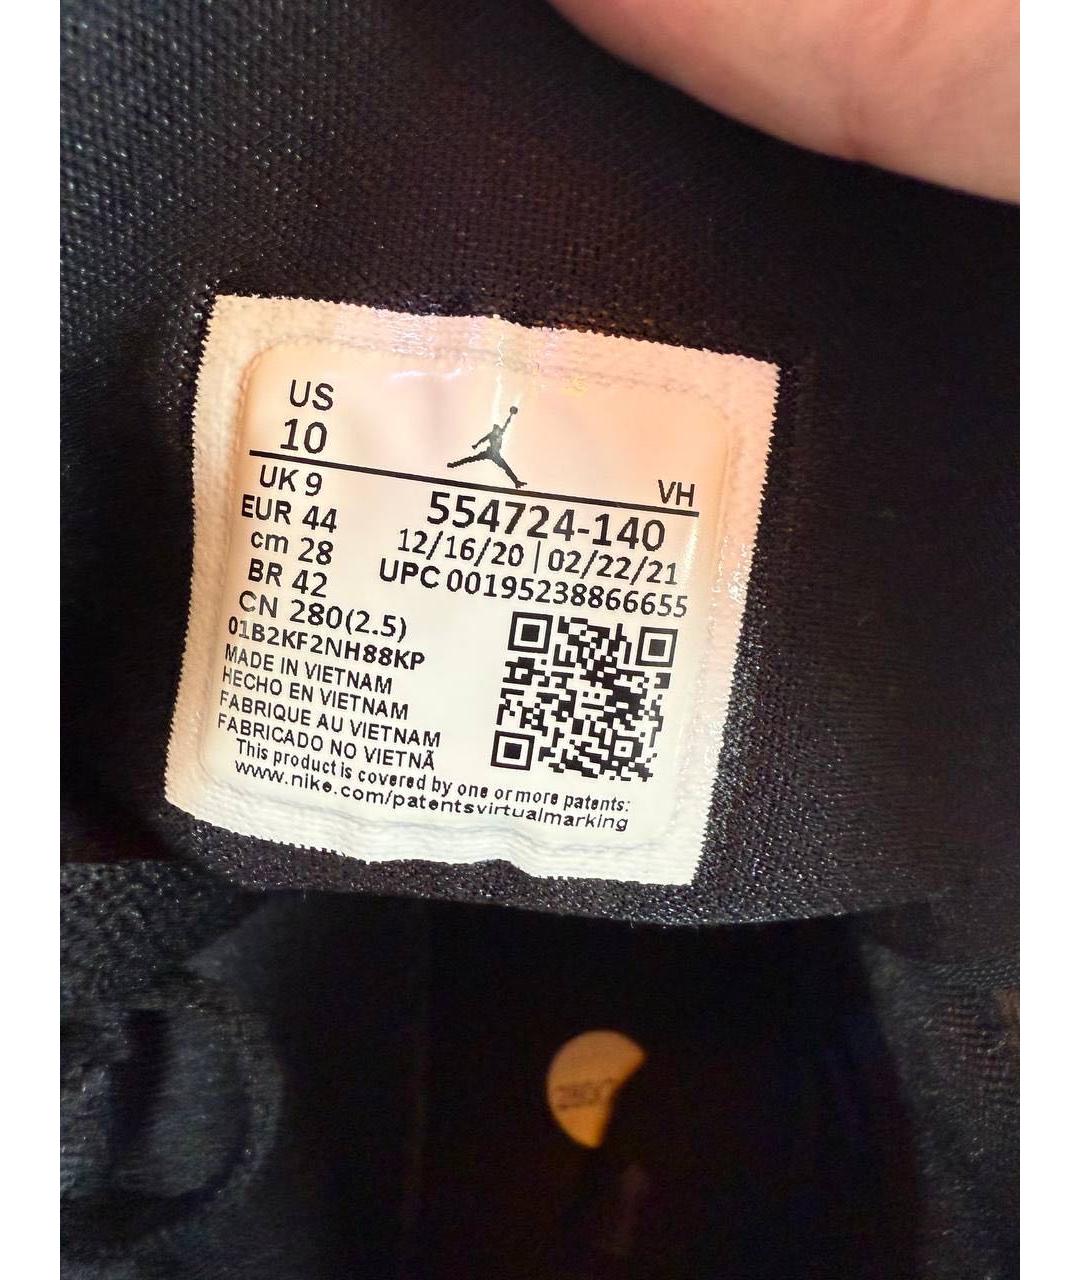 US
10
VH
UK 9
EUR 44
cm 28
BR 42
CN 280(2.5)
554724-140
12/16/20 | 02/22/21
UPC 00195238866655
01B2KF2NH88KP
MADE IN VIETNAM
HECHO EN VIETNAM
FABRIQUE AU VIETNAM
FABRICADO NO VIETNÃ
This product is covered by one or more patents:
www.nike.com/patentsvirtualmarking